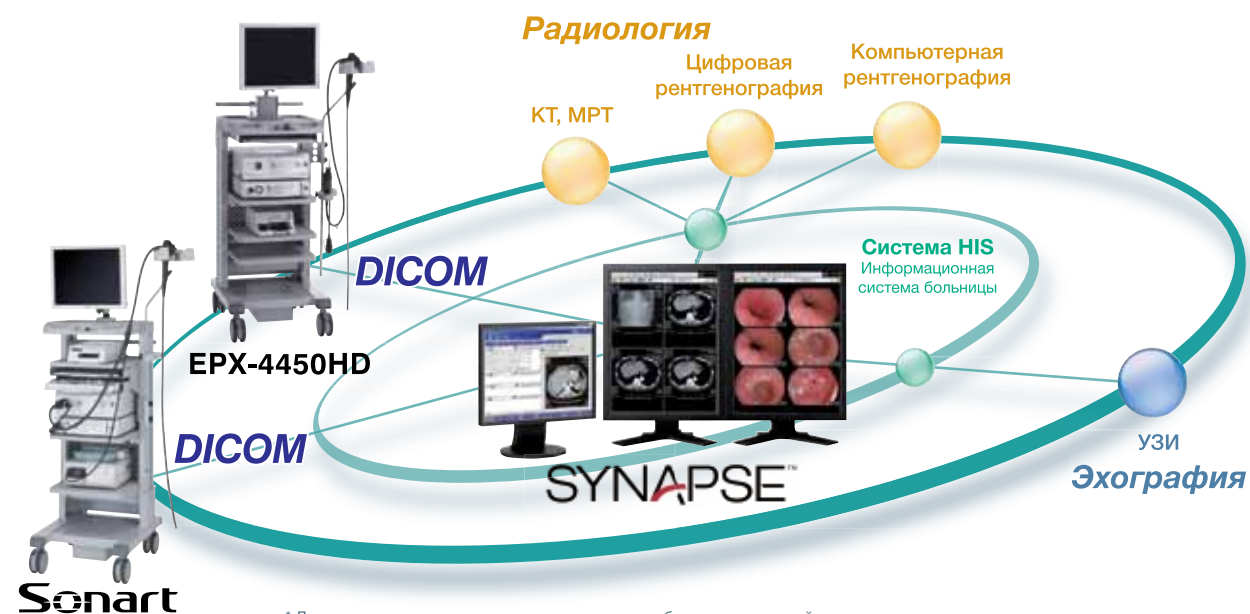 Радиология
Цифровая
рентгенография
Компьютерная
рентгенография
КТ, МРТ
Система HIS
Информационная
система больницы
DICOM
EPX-4450HD
DICOM
SYNAPSE™
УЗИ
Эхография
Sonart